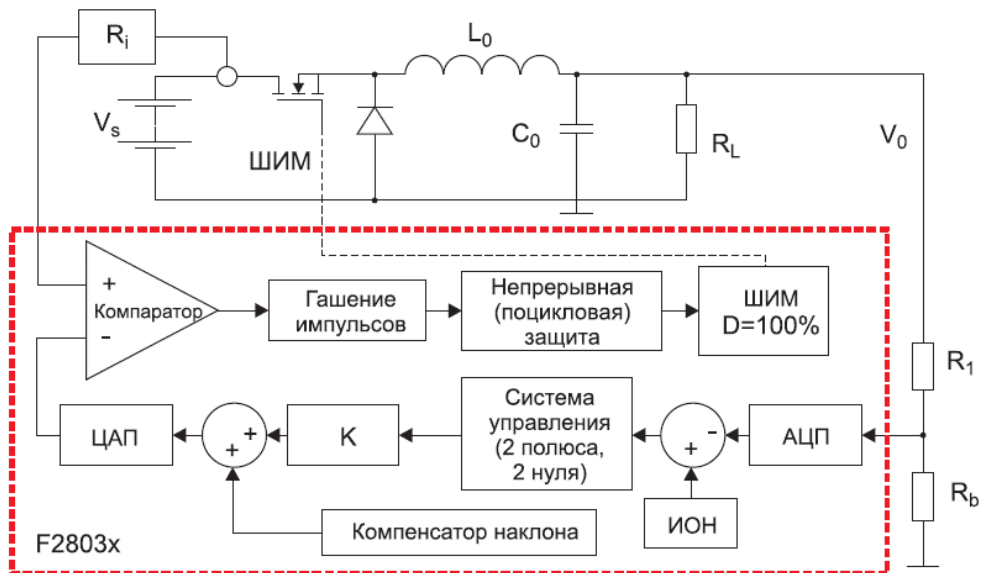 Ri
L0
Vs
ШИМ
C0
RL
V0
+
Компаратор
-
Гашение
импульсов
Непрерывная
(поцикловая)
защита
ШИМ
D=100%
R1
ЦАП
+
+
K
Система
управления
(2 полюса,
2 нуля)
-
+
АЦП
Rb
Компенсатор наклона
ИОН
F2803x